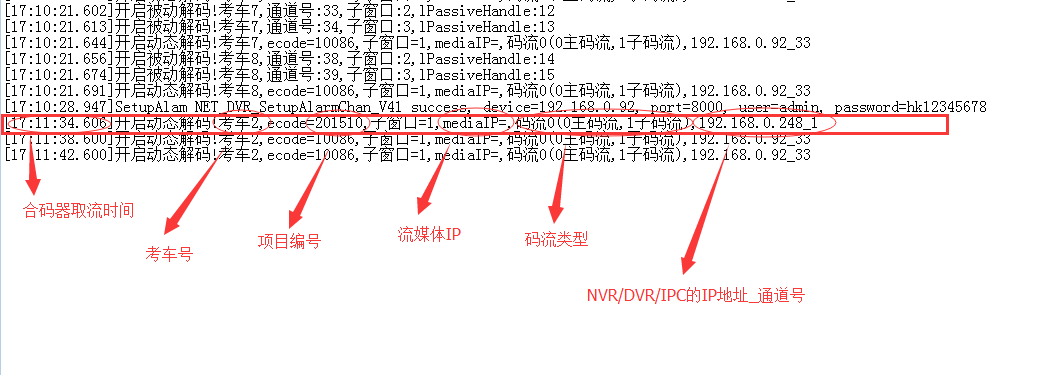 [17:10:21.602]开启被动解码!考车7,通道号:33,子窗口:2,lPassiveHandle:12
[17:10:21.613]开启被动解码!考车7,通道号:34,子窗口:3,lPassiveHandle:13
[17:10:21.644]开启动态解码!考车7,ecode=10086,子窗口=1,mediaIP=,码流0(0主码流,1子码流),192.168.0.92_33
[17:10:21.656]开启被动解码!考车8,通道号:38,子窗口:2,lPassiveHandle:14
[17:10:21.674]开启被动解码!考车8,通道号:39,子窗口:3,lPassiveHandle:15
[17:10:21.691]开启动态解码!考车8,ecode=10086,子窗口=1,mediaIP=,码流0(0主码流,1子码流),192.168.0.92_33
[17:10:28.947]SetupAlam NET_DVR_SetupAlarmChan_V41 success, device=192.168.0.92, port=8000, user=admin, password=hk12345678
[17:11:34.606]开启动态解码!考车2,ecode=201510,子窗口=1,mediaIP=,码流0(0主码流,1子码流),192.168.0.248_1
[17:11:38.600]开启动态解码!考车2,ecode=10086,子窗口=1,mediaIP=,码流0(0主码流,1子码流),192.168.0.92_33
[17:11:42.600]开启动态解码!考车2,ecode=10086,子窗口=1,mediaIP=,码流0(0主码流,1子码流),192.168.0.92_33
合码器取流时间
考车号
项目编号
流媒体IP
码流类型
NVR/DVR/IPC的IP地址_通道号